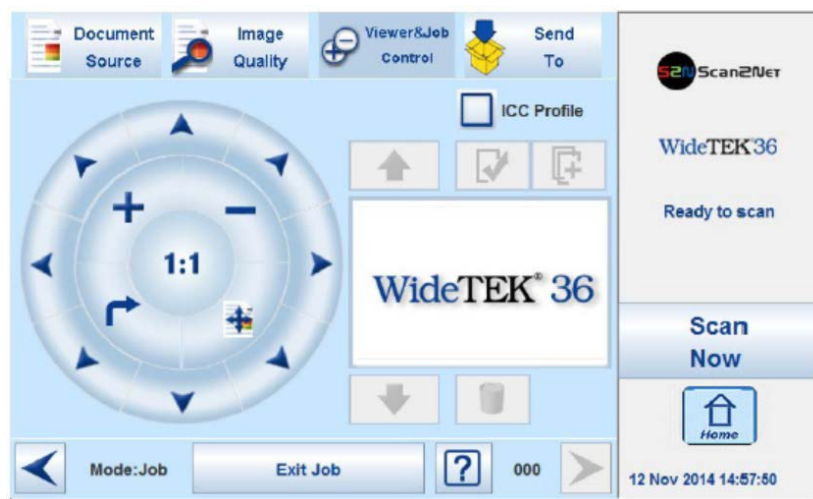 Document
Source
Image
Quality
Viewer&Job
Control
Send
To
ICC Profile
1:1
WideTEK® 36
Mode:Job
Exit Job
?
000
S2N Scan2Net
WideTEK®36
Ready to scan
Scan
Now
Home
12 Nov 2014 14:57:50